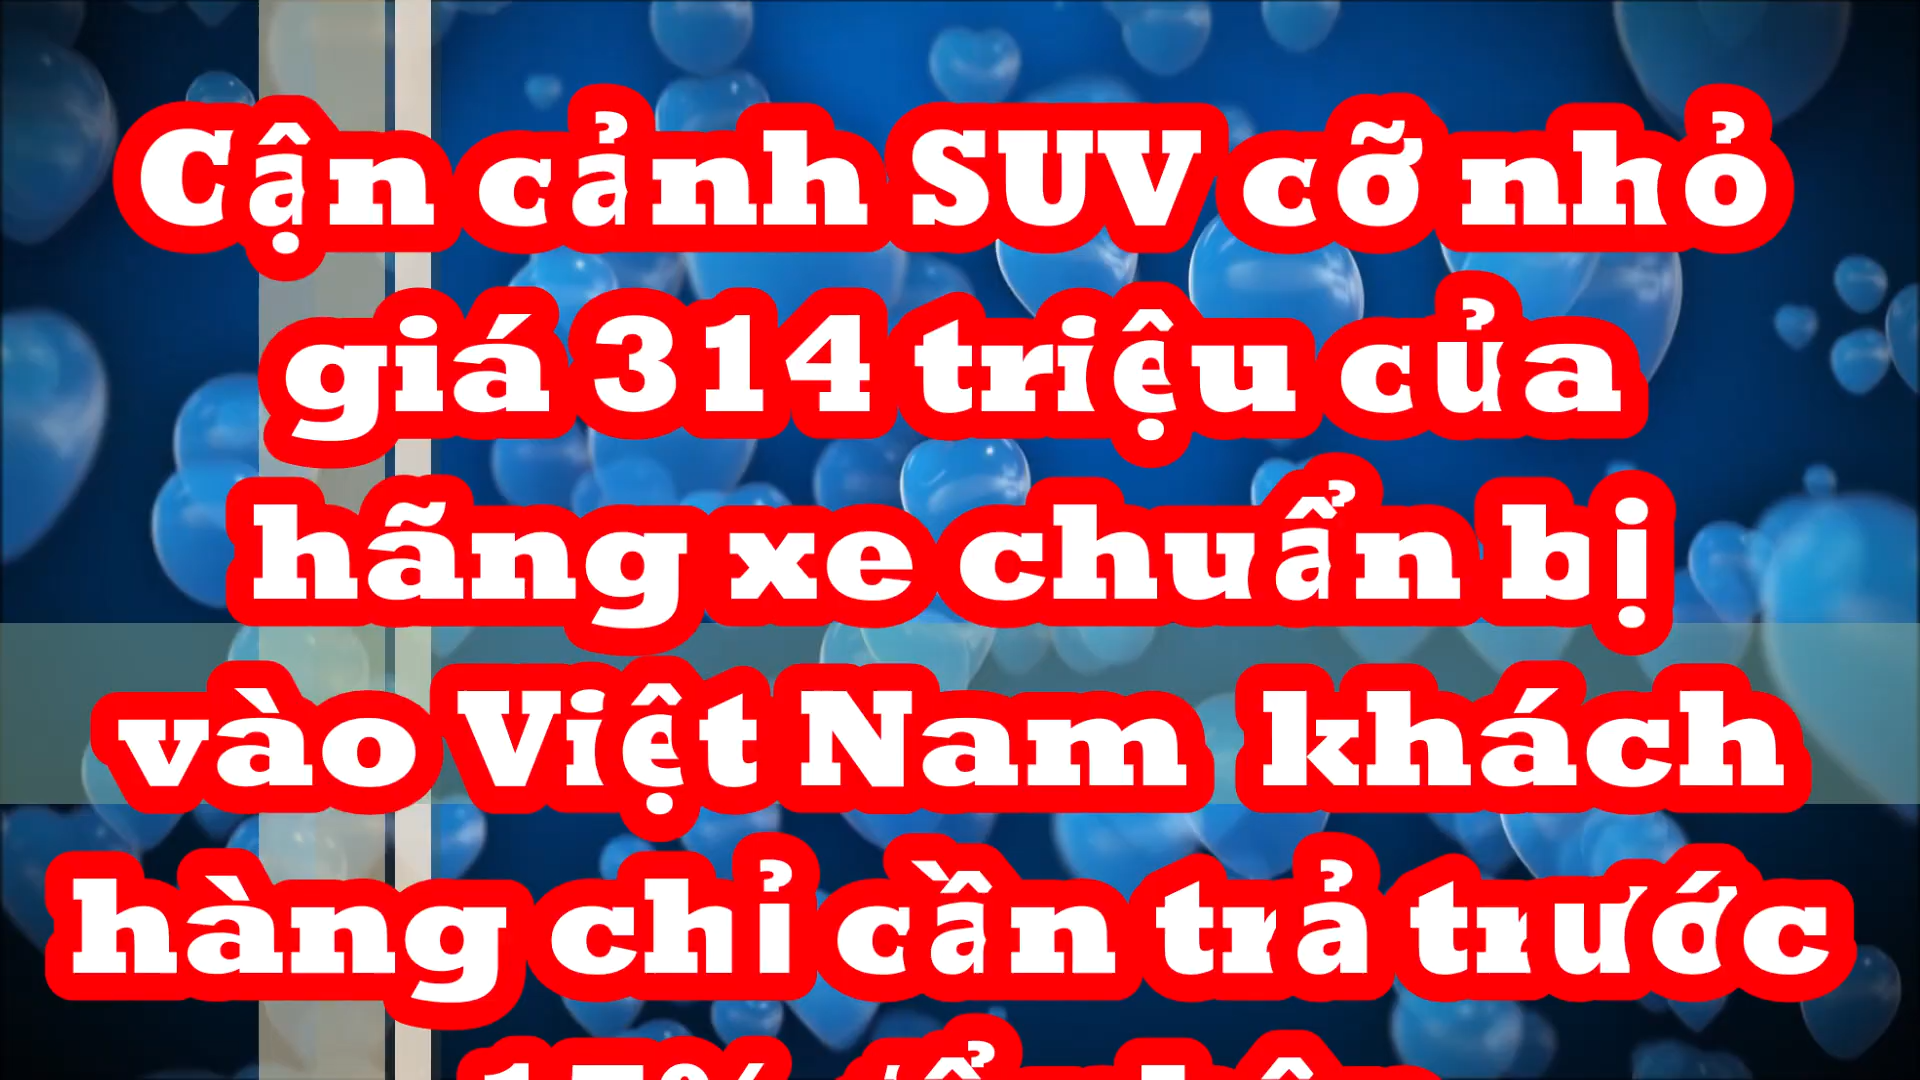 Cận cảnh SUV cỡ nhỏ
giá 314 triệu của
hãng xe chuẩn bị
vào Việt Nam khách
hàng chỉ cần trả trước